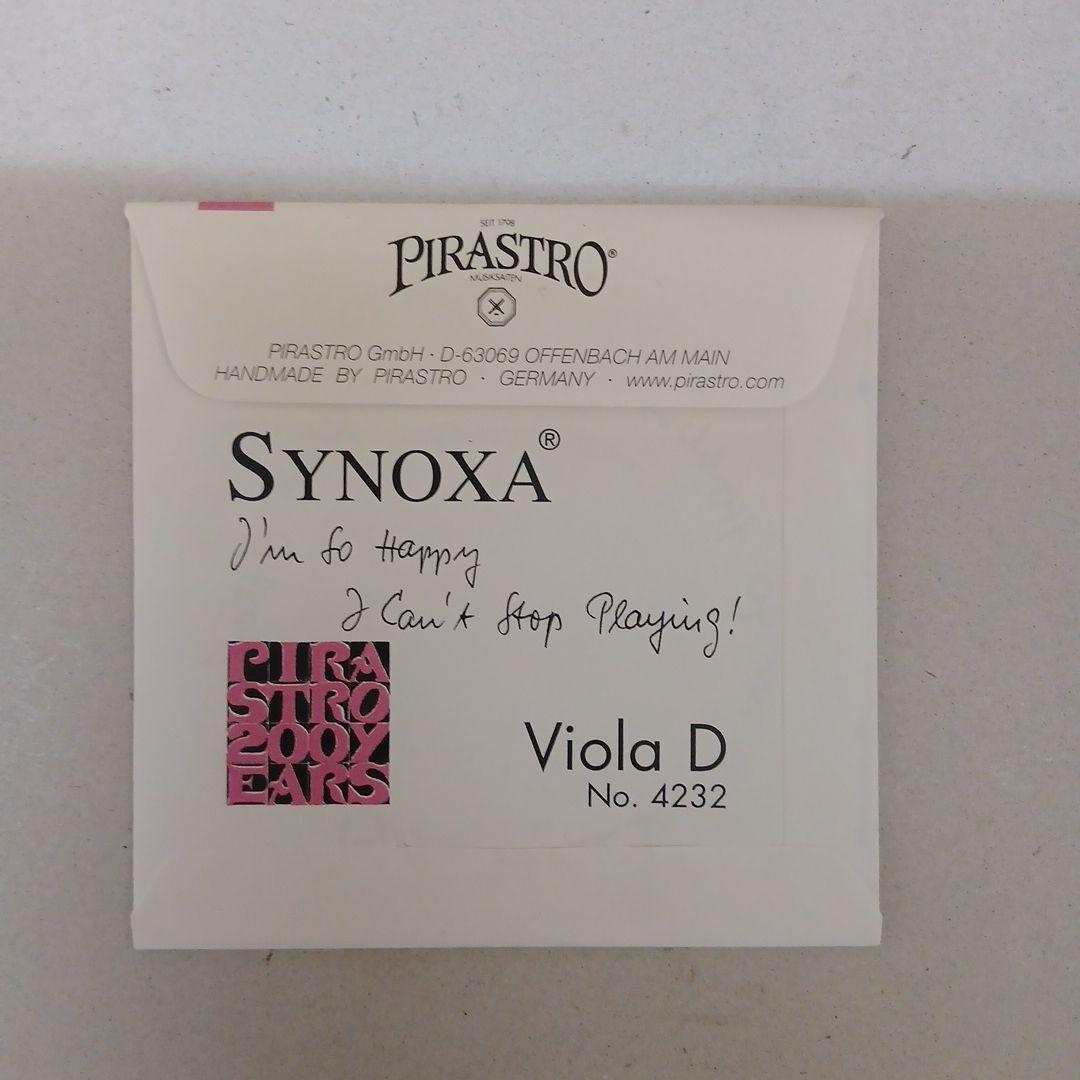 SEIT 1798
PIRASTRO®
MUSIKSAITEN
PIRASTRO GmbH · D-63069 OFFENBACH AM MAIN
HANDMADE BY PIRASTRO · GERMANY · www.pirastro.com
SYNOXA®
I'm So Happy
I Can't Stop Playing!
PIRA
STRO
200Y
EARS
Viola D
No. 4232